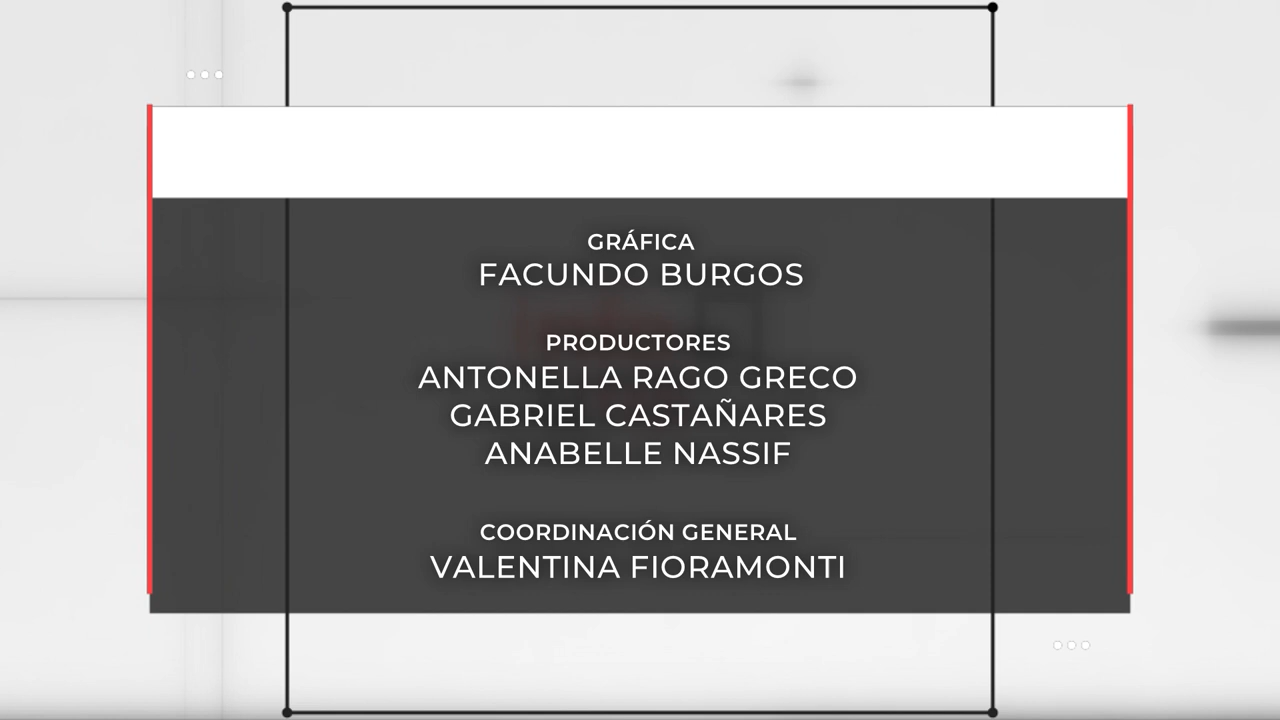 GRÁFICA
FACUNDO BURGOS
PRODUCTORES
ANTONELLA RAGO GRECO
GABRIEL CASTAÑARES
ANABELLE NASSIF
COORDINACIÓN GENERAL
VALENTINA FIORAMONTI